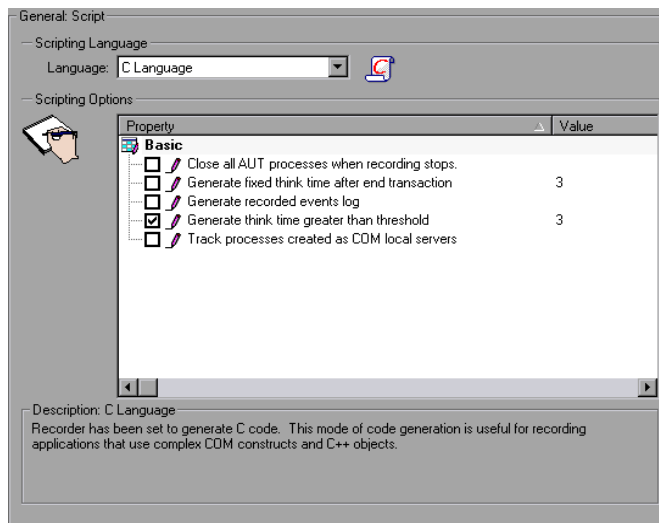 General: Script
Scripting Language
Language: C Language
Scripting Options
Property Value
Basic
Close all AUT processes when recording stops.
Generate fixed think time after end transaction 3
Generate recorded events log
Generate think time greater than threshold 3
Track processes created as COM local servers
Description: C Language
Recorder has been set to generate C code. This mode of code generation is useful for recording
applications that use complex COM constructs and C++ objects.